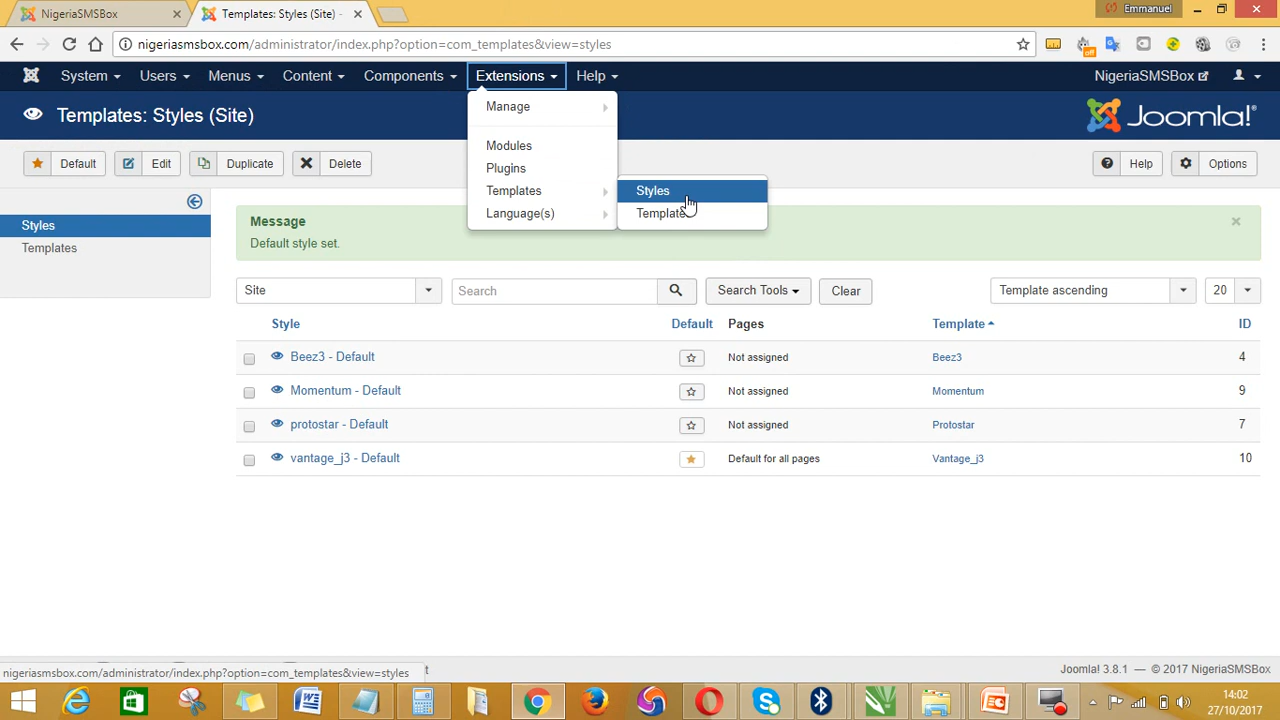 NigeriaSMSBox
Templates: Styles (Site) -
Emmanuel
nigeriasmsbox.com/administrator/index.php?option=com_templates&view=styles
off
System Users Menus Content Components Extensions Help NigeriaSMSBox
Templates: Styles (Site)
Joomla!®
Manage
Modules
Plugins
Templates
Language(s)
Styles
Default Edit Duplicate Delete Help Options
Styles
Templates
Message
Default style set.
Site Search Search Tools Clear Template ascending 20
Style Default Pages Template ID
Beez3 - Default Not assigned Beez3 4
Momentum - Default Not assigned Momentum 9
protostar - Default Not assigned Protostar 7
vantage_j3 - Default Default for all pages Vantage_j3 10
nigeriasmsbox.com/administrator/index.php?option=com_templates&view=styles
Joomla! 3.8.1 — © 2017 NigeriaSMSBox
14:02
27/10/2017